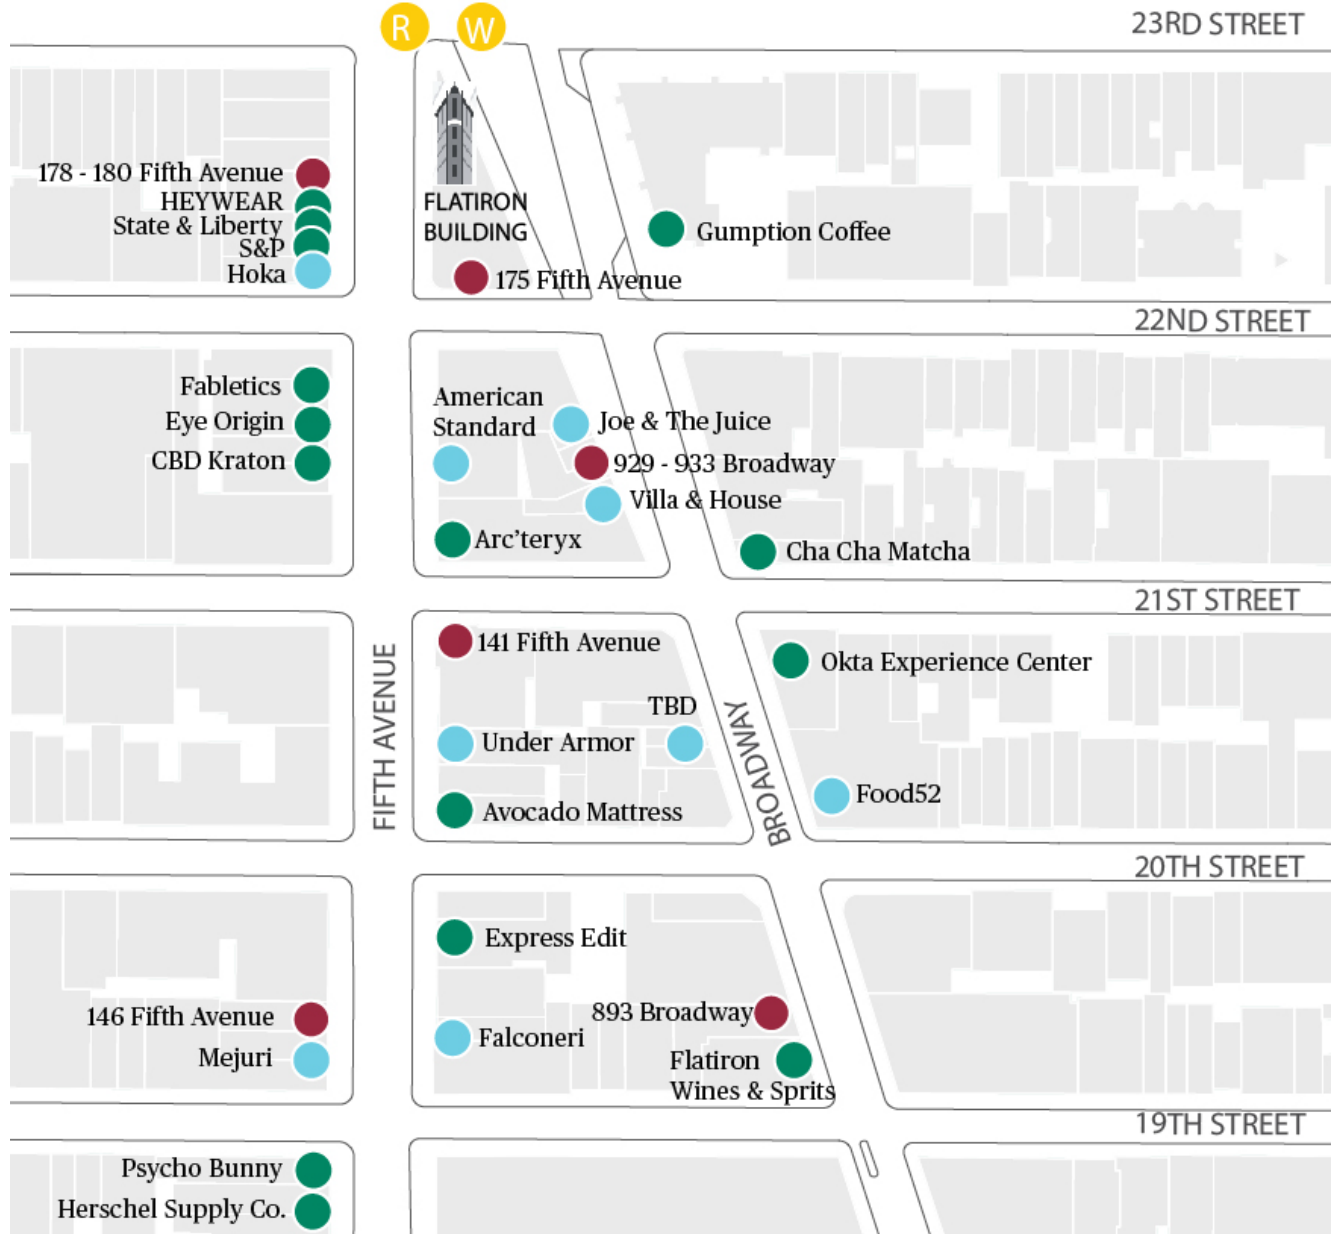 R W
23RD STREET
178 - 180 Fifth Avenue
HEYWEAR
State & Liberty
S&P
Hoka
FLATIRON
BUILDING
175 Fifth Avenue
Gumption Coffee
22ND STREET
Fabletics
Eye Origin
CBD Kraton
American
Standard
Joe & The Juice
929 - 933 Broadway
Villa & House
Arc’teryx
Cha Cha Matcha
21ST STREET
FIFTH AVENUE
141 Fifth Avenue
TBD
Under Armor
Avocado Mattress
BROADWAY
Okta Experience Center
Food52
20TH STREET
146 Fifth Avenue
Mejuri
Express Edit
893 Broadway
Falconeri
Flatiron
Wines & Sprits
19TH STREET
Psycho Bunny
Herschel Supply Co.